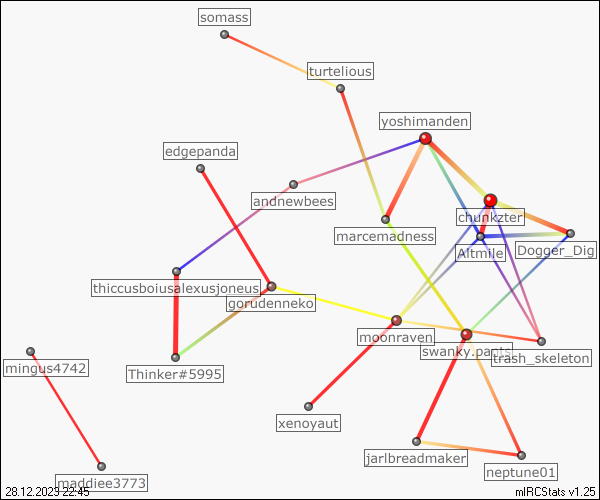 somass
turtelious
yoshimanden
edgepanda
andnewbees
chunkzter
marcemadness
Altmile
Dogger_Dig
thiccusboiusalexusjoneus
gorudenneko
moonraven
swanky.pants
trash_skeleton
mingus4742
Thinker#5995
xenoyaut
jarlbreadmaker
neptune01
maddiee3773
28.12.2023 22:45
mIRCStats v1.25